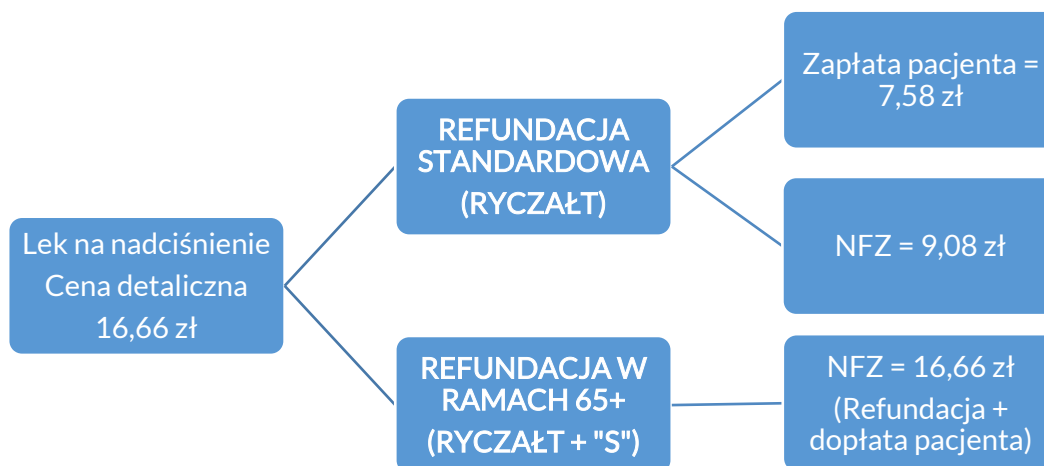 Lek na nadciśnienie
Cena detaliczna
16,66 zł
REFUNDACJA
STANDARDOWA
(RYCZAŁT)
Zapłata pacjenta =
7,58 zł
NFZ = 9,08 zł
REFUNDACJA W
RAMACH 65+
(RYCZAŁT + "S")
NFZ = 16,66 zł
(Refundacja +
dopłata pacjenta)